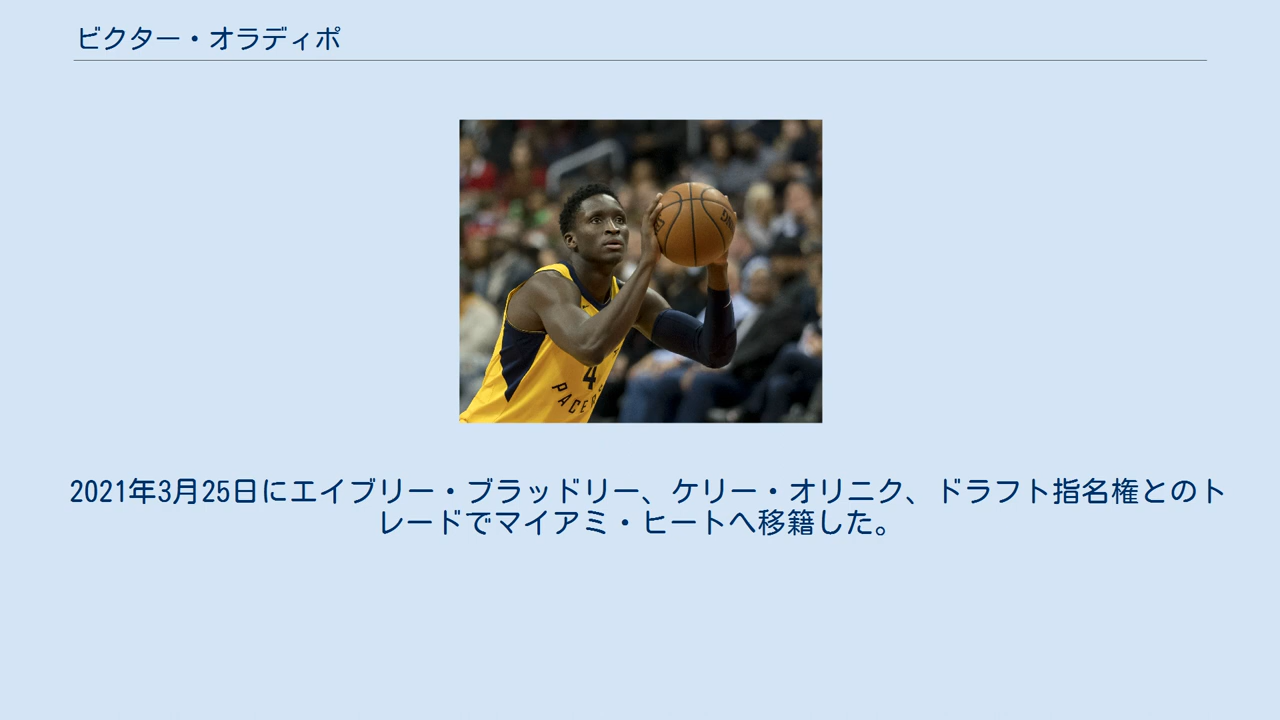 ビクター・オラディポ
4
PACERS
2021年3月25日にエイブリー・ブラッドリー、ケリー・オリニク、ドラフト指名権とのト
レードでマイアミ・ヒートへ移籍した。